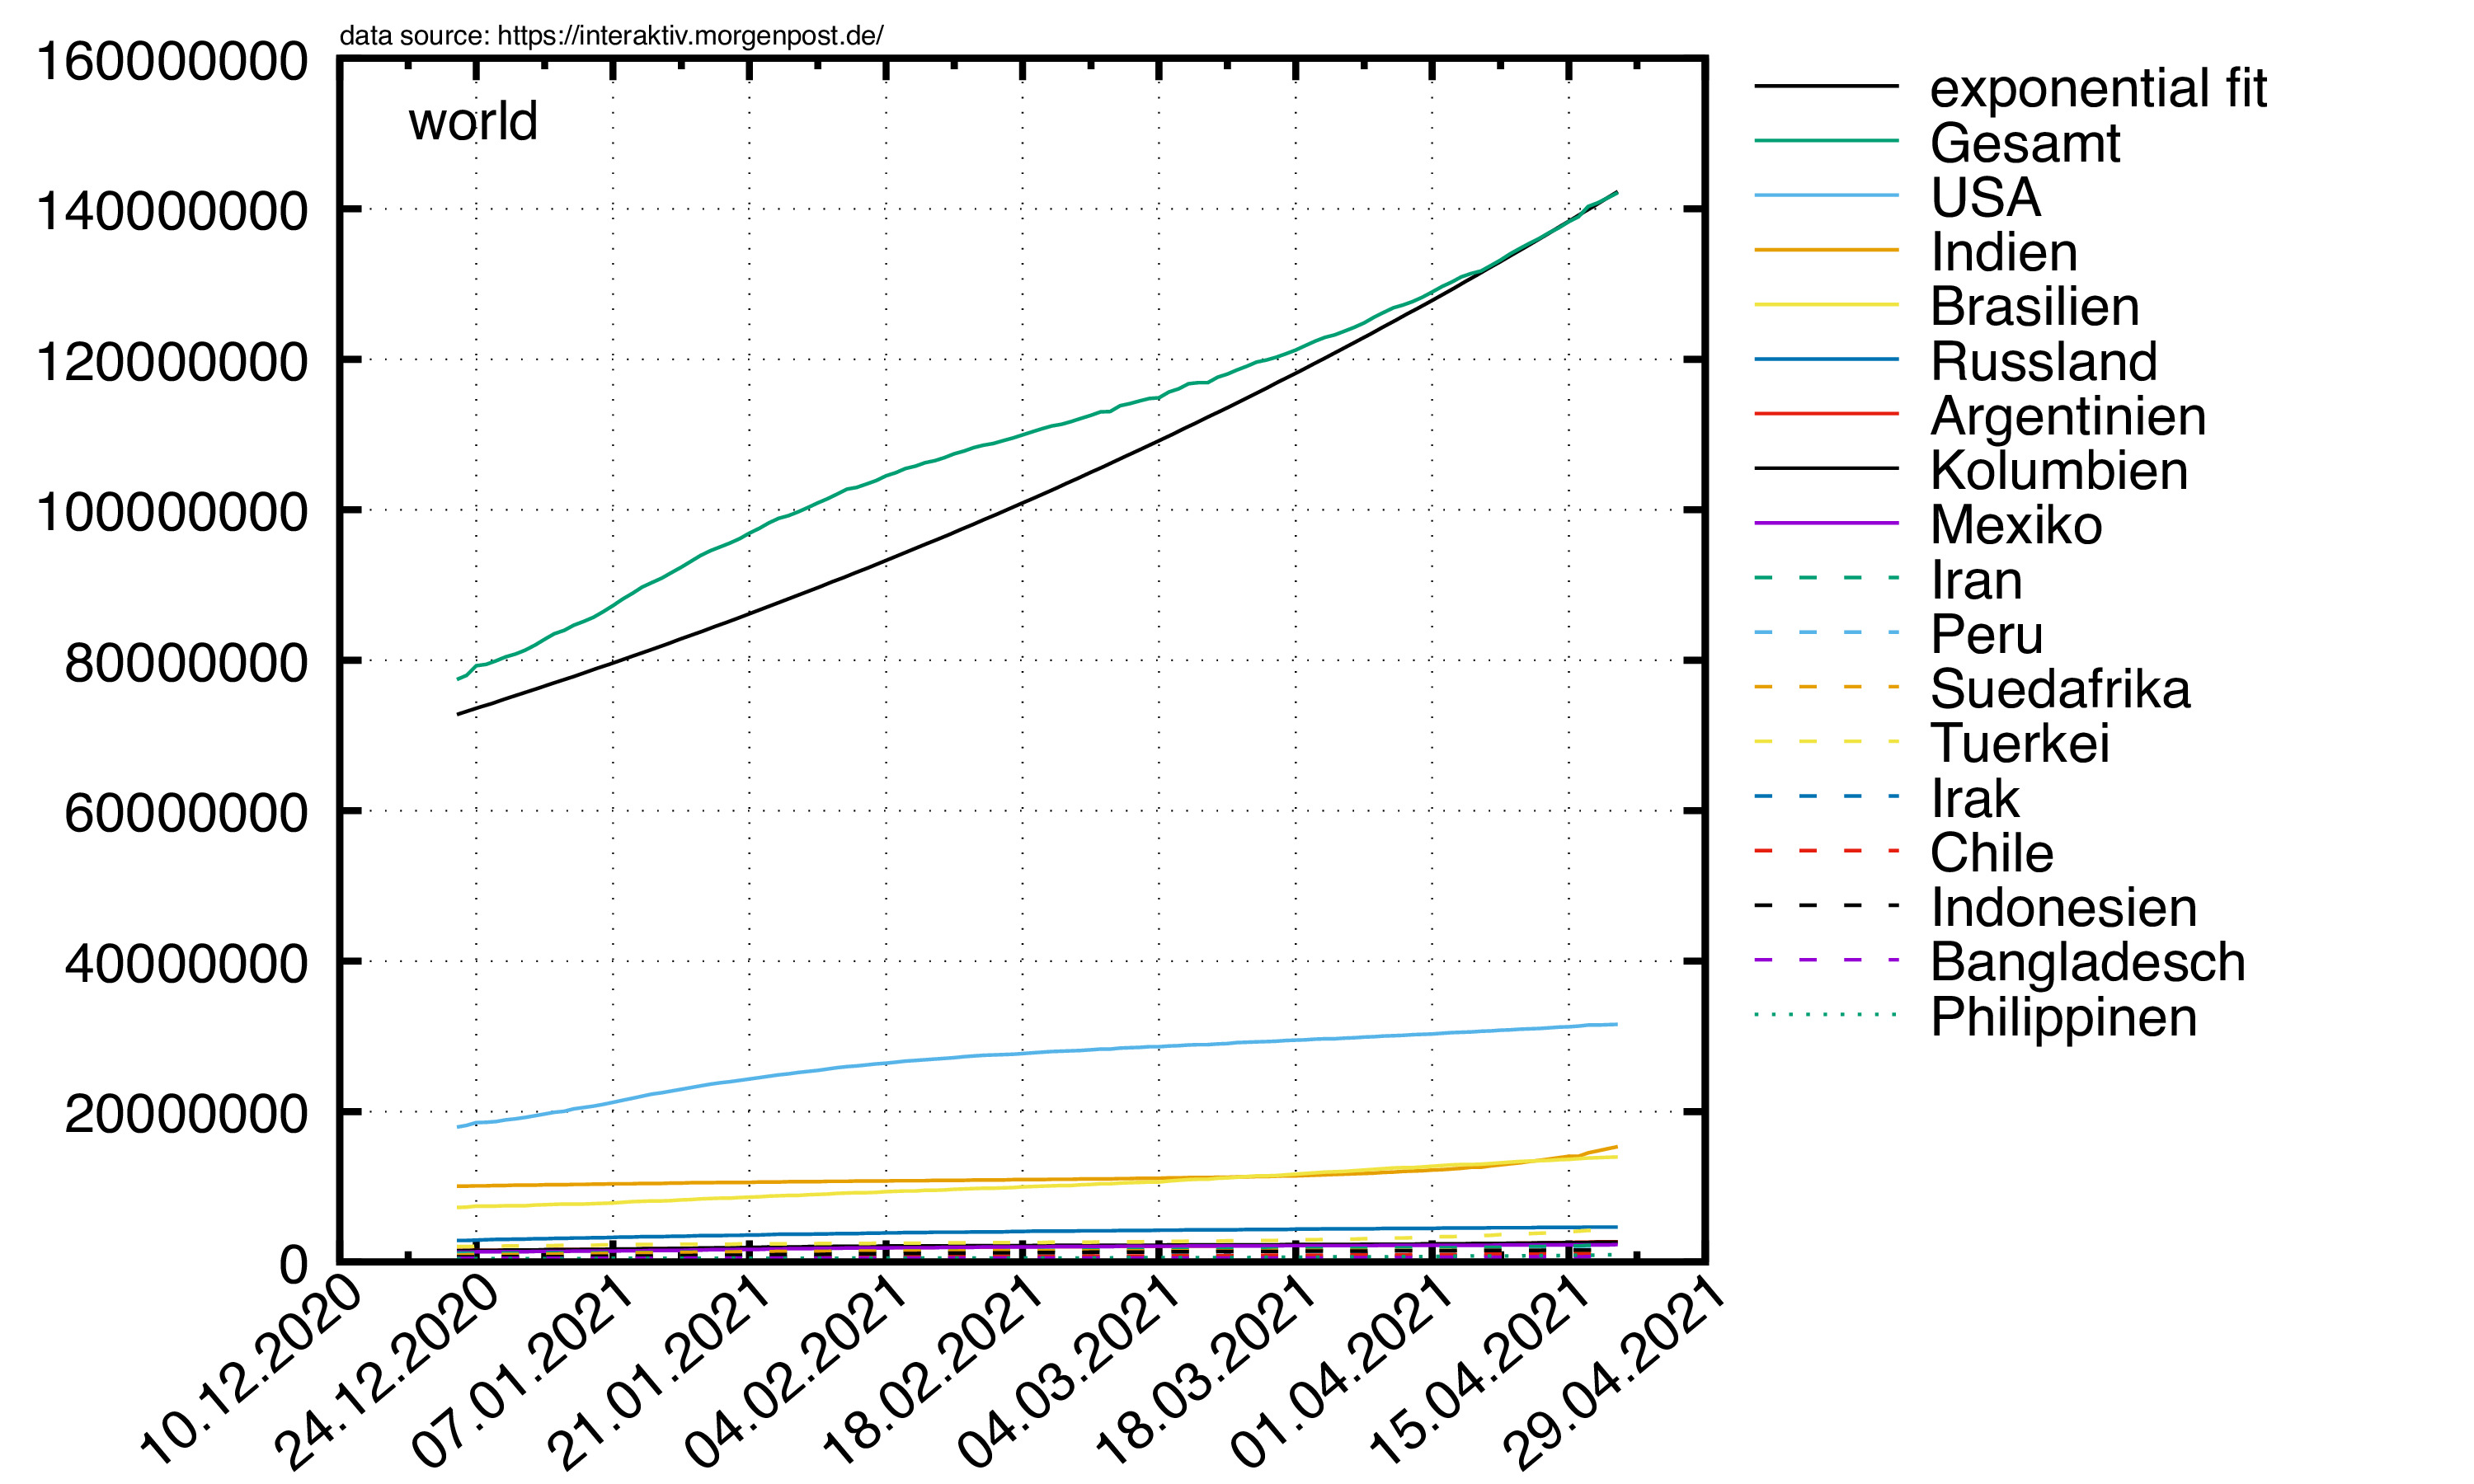 data source: https://interaktiv.morgenpost.de/
160000000
140000000
120000000
100000000
80000000
60000000
40000000
20000000
0
world
10.12.2020
24.12.2020
07.01.2021
21.01.2021
04.02.2021
18.02.2021
04.03.2021
18.03.2021
01.04.2021
15.04.2021
29.04.2021
exponential fit
Gesamt
USA
Indien
Brasilien
Russland
Argentinien
Kolumbien
Mexiko
Iran
Peru
Suedafrika
Tuerkei
Irak
Chile
Indonesien
Bangladesch
Philippinen